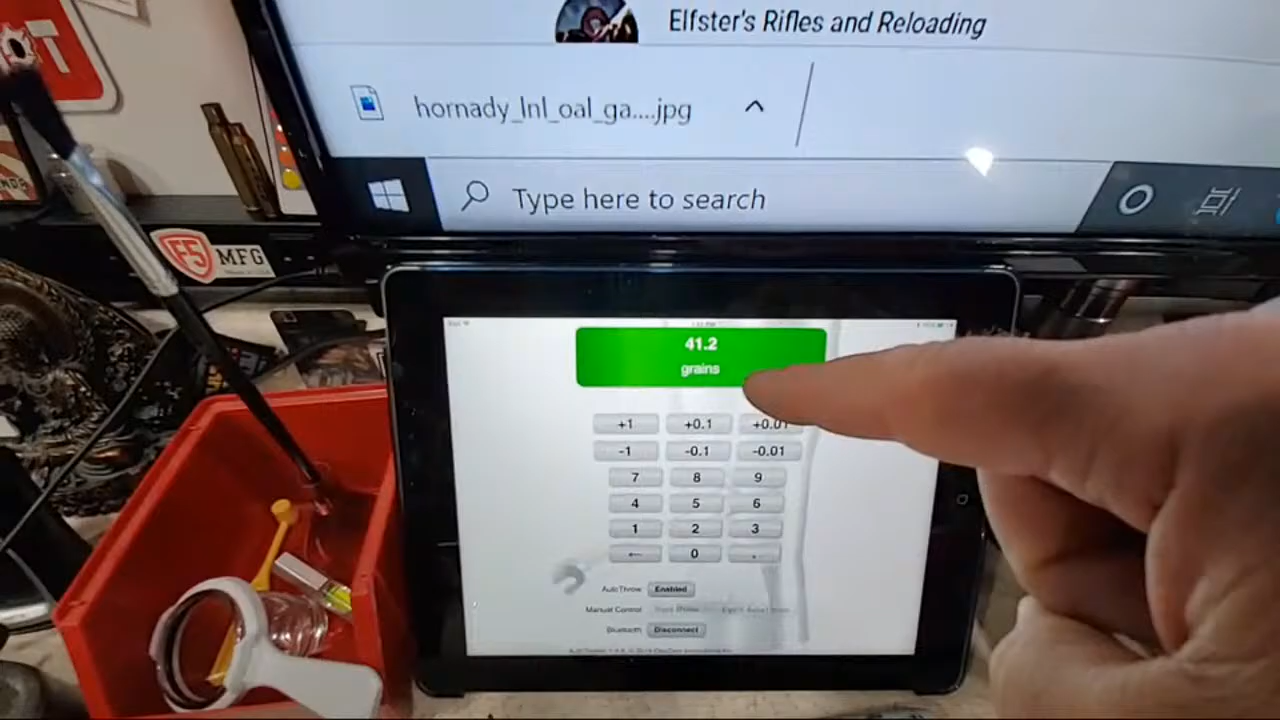 Elfster's Rifles and Reloading
hornady_lnl_oal_ga....jpg
Type here to search
F5 MFG
41.2
grains
+1 +0.1 +0.01
-1 -0.1 -0.01
7 8 9
4 5 6
1 2 3
0 .
AutoThrow Enabled
Manual Control
Bluetooth Disconnect